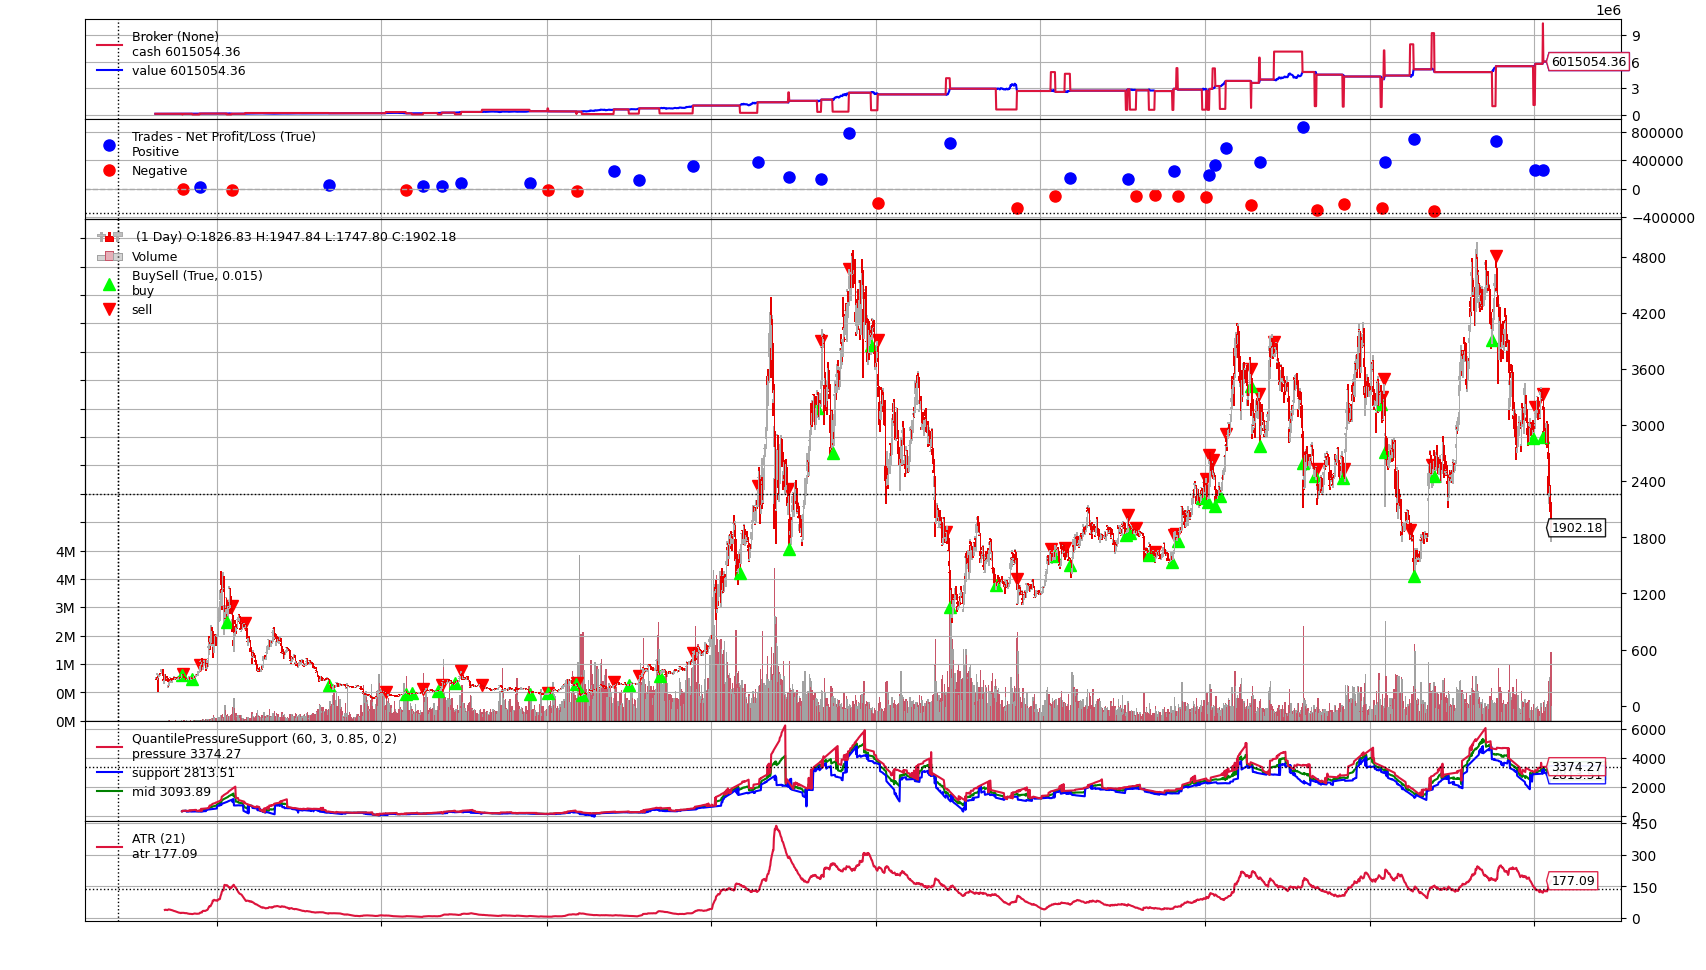 1e6
Broker (None)
cash 6015054.36
value 6015054.36
9
6
3
0
6015054.36
Trades - Net Profit/Loss (True)
Positive
Negative
800000
400000
0
−400000
(1 Day) O:1826.83 H:1947.84 L:1747.80 C:1902.18
Volume
BuySell (True, 0.015)
buy
sell
4800
4200
3600
3000
2400
1800
1200
600
0
1902.18
4M
4M
3M
2M
1M
0M
0M
QuantilePressureSupport (60, 3, 0.85, 0.2)
pressure 3374.27
support 2813.51
mid 3093.89
6000
4000
2000
0
3374.27
2813.51
ATR (21)
atr 177.09
450
300
150
0
177.09